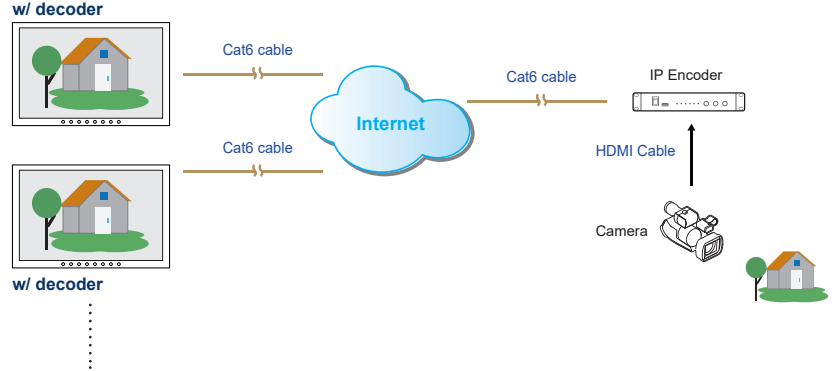 w/ decoder
Cat6 cable
Cat6 cable
IP Encoder
Internet
Cat6 cable
HDMI Cable
Camera
w/ decoder